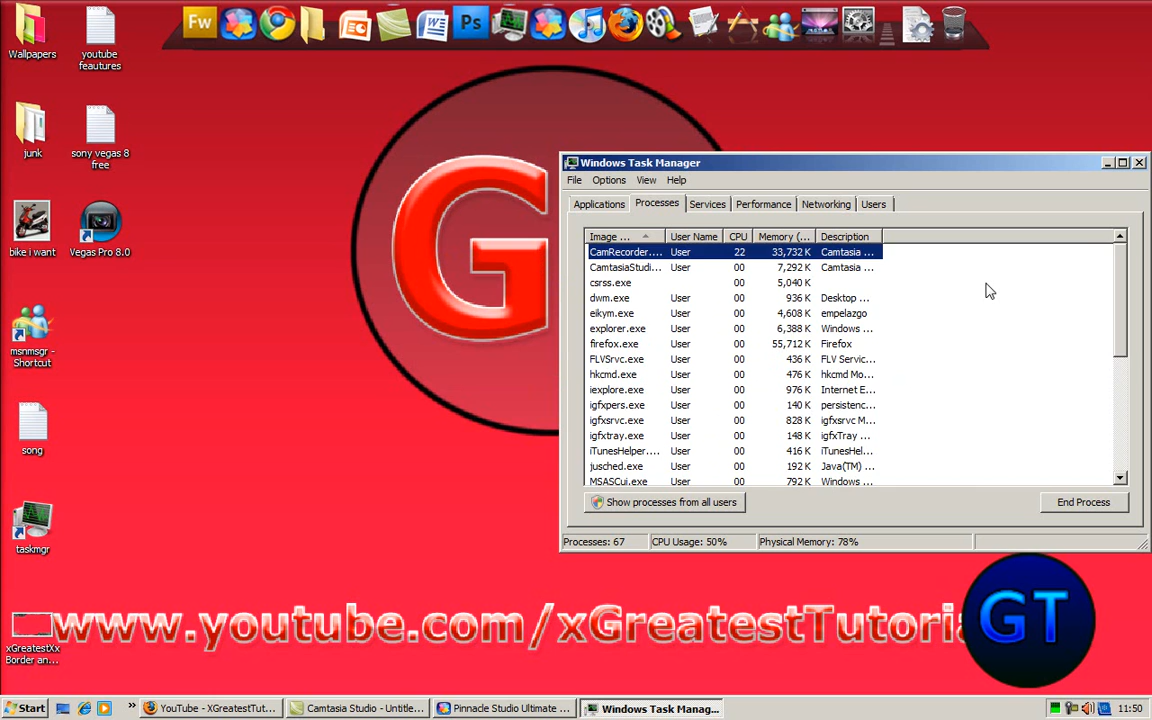 Fw
Ps
Wallpapers
youtube
feautures
junk
sony vegas 8
free
bike i want
Vegas Pro 8.0
msnmsgr -
Shortcut
song
taskmgr
xGreatestXx
Border an...
G
Windows Task Manager
File Options View Help
Applications Processes Services Performance Networking Users
Image ... User Name CPU Memory (... Description
CamRecorder.... User 22 33,732 K Camtasia ...
CamtasiaStudi... User 00 7,292 K Camtasia ...
csrss.exe 00 5,040 K
dwm.exe User 00 936 K Desktop ...
eikym.exe User 00 4,608 K empelazgo
explorer.exe User 00 6,388 K Windows ...
firefox.exe User 00 55,712 K Firefox
FLVSrvc.exe User 00 436 K FLV Servic...
hkcmd.exe User 00 476 K hkcmd Mo...
iexplore.exe User 00 976 K Internet E...
igfxpers.exe User 00 140 K persistenc...
igfxsrvc.exe User 00 828 K igfxsrvc M...
igfxtray.exe User 00 148 K igfxTray ...
iTunesHelper.... User 00 416 K iTunesHel...
jusched.exe User 00 192 K Java(TM) ...
MSASCui.exe User 00 792 K Windows ...
Show processes from all users End Process
Processes: 67 CPU Usage: 50% Physical Memory: 78%
www.youtube.com/xGreatestTutoria
GT
Start » YouTube - XGreatestTut... Camtasia Studio - Untitle... Pinnacle Studio Ultimate ... Windows Task Manag... 11:50